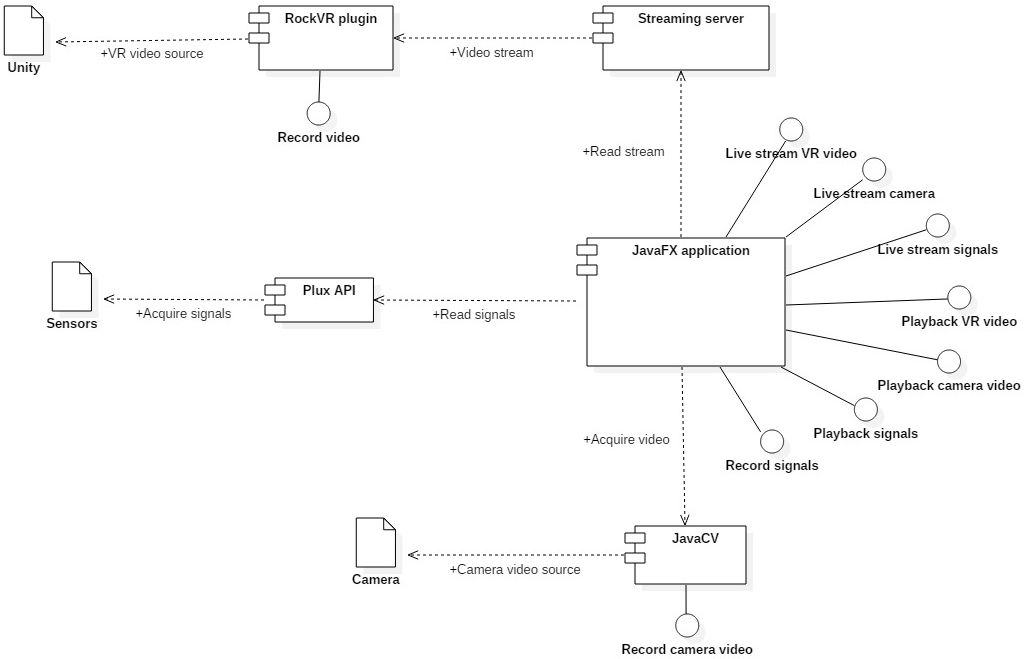 RockVR plugin
Streaming server
+VR video source
+Video stream
Unity
Record video
+Read stream
Live stream VR video
Live stream camera
Live stream signals
JavaFX application
Plux API
Sensors
+Acquire signals
+Read signals
Playback VR video
Playback camera video
Playback signals
+Acquire video
Record signals
JavaCV
Camera
+Camera video source
Record camera video